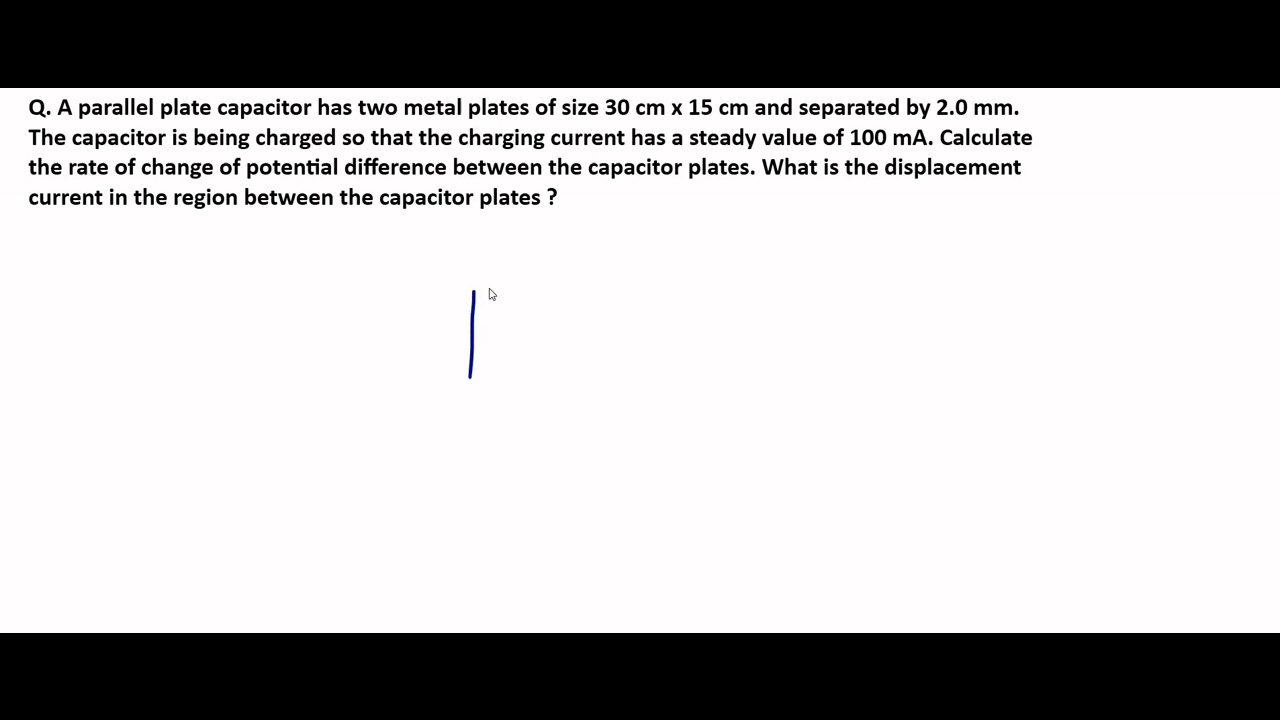 Q. A parallel plate capacitor has two metal plates of size 30 cm x 15 cm and separated by 2.0 mm.
The capacitor is being charged so that the charging current has a steady value of 100 mA. Calculate
the rate of change of potential difference between the capacitor plates. What is the displacement
current in the region between the capacitor plates ?